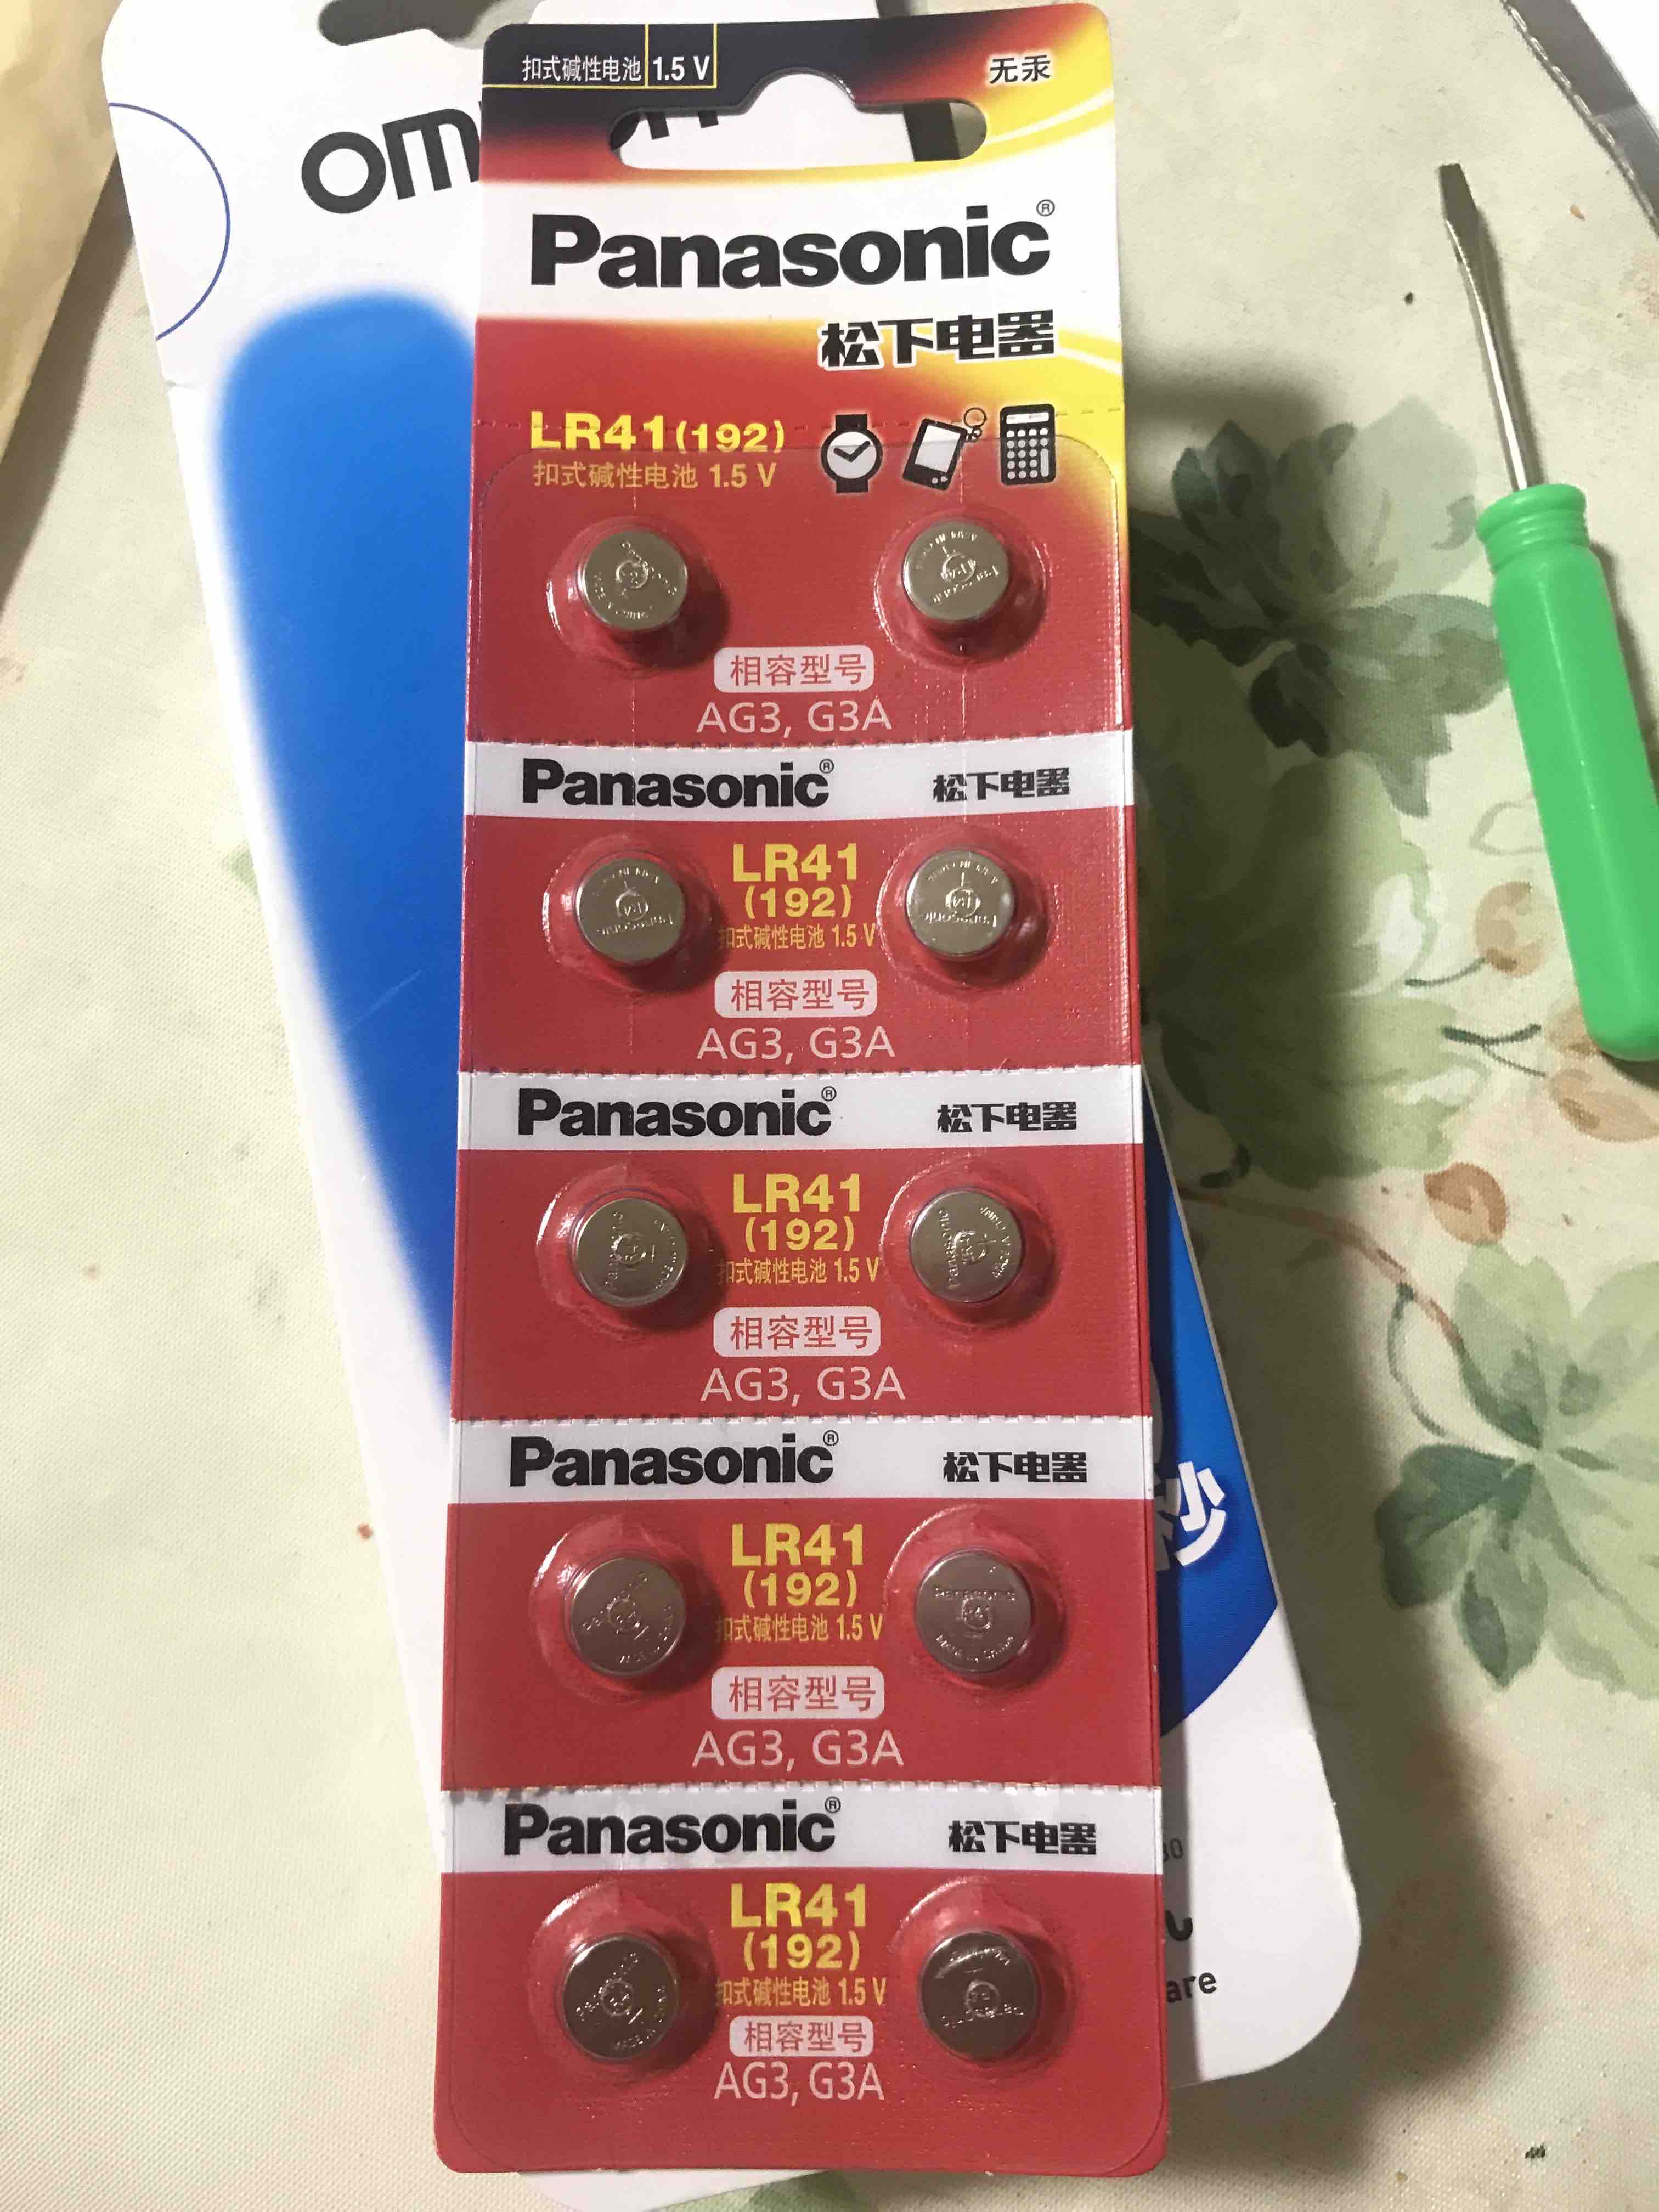 扣式碱性电池 1.5 V
无汞
Panasonic®
松下电器
LR41(192)
扣式碱性电池 1.5 V
相容型号
AG3, G3A
Panasonic® 松下电器
LR41
(192)
扣式碱性电池 1.5 V
相容型号
AG3, G3A
Panasonic® 松下电器
LR41
(192)
扣式碱性电池 1.5 V
相容型号
AG3, G3A
Panasonic® 松下电器
LR41
(192)
扣式碱性电池 1.5 V
相容型号
AG3, G3A
Panasonic® 松下电器
LR41
(192)
扣式碱性电池 1.5 V
相容型号
AG3, G3A
秒